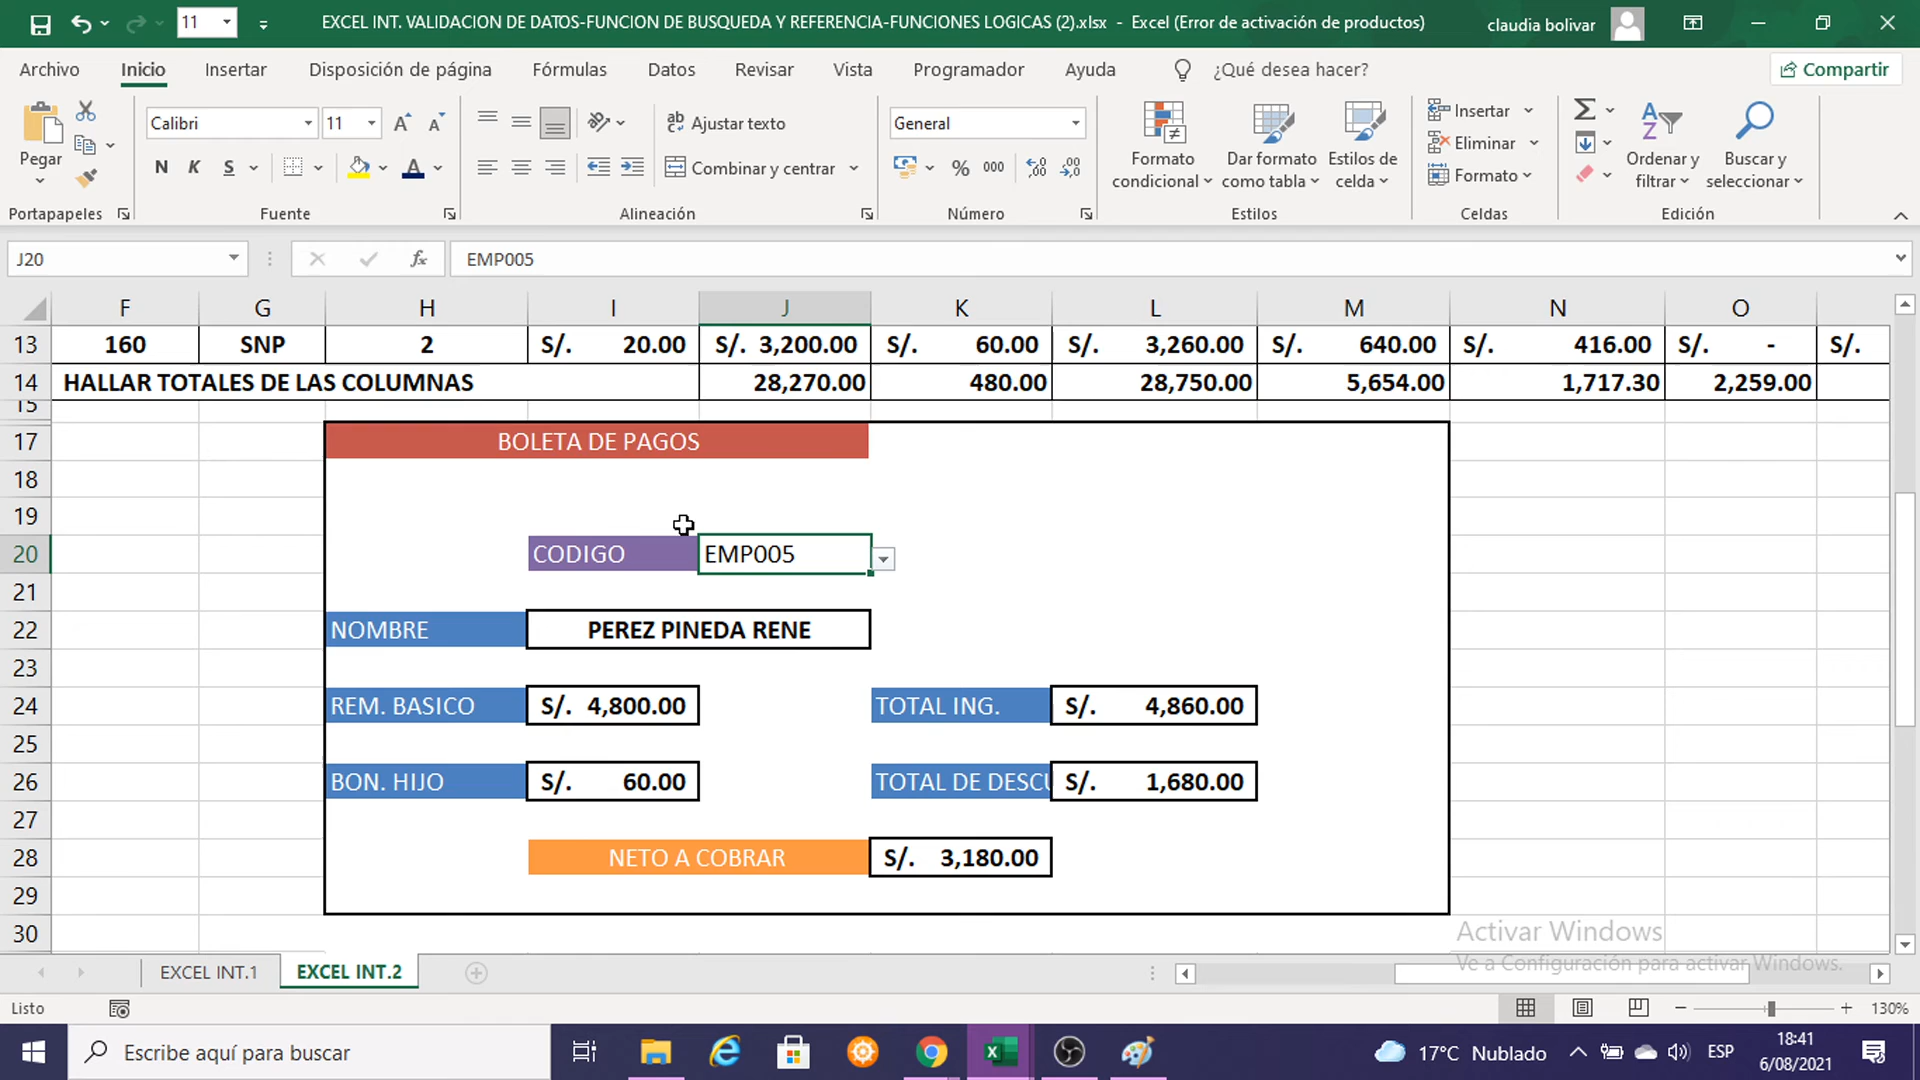 11
EXCEL INT. VALIDACION DE DATOS-FUNCION DE BUSQUEDA Y REFERENCIA-FUNCIONES LOGICAS (2).xlsx - Excel (Error de activación de productos)
claudia bolivar
Archivo Inicio Insertar Disposición de página Fórmulas Datos Revisar Vista Programador Ayuda ¿Qué desea hacer? Compartir
Pegar
Calibri 11
N K S
Ajustar texto
Combinar y centrar
General
% 000
Formato condicional
Dar formato como tabla
Estilos de celda
Insertar
Eliminar
Formato
Ordenar y filtrar
Buscar y seleccionar
Portapapeles Fuente Alineación Número Estilos Celdas Edición
J20 fx EMP005
F G H I J K L M N O
13 160 SNP 2 S/. 20.00 S/. 3,200.00 S/. 60.00 S/. 3,260.00 S/. 640.00 S/. 416.00 S/. - S/.
14 HALLAR TOTALES DE LAS COLUMNAS 28,270.00 480.00 28,750.00 5,654.00 1,717.30 2,259.00
15
17 BOLETA DE PAGOS
18
19
20 CODIGO EMP005
21
22 NOMBRE PEREZ PINEDA RENE
23
24 REM. BASICO S/. 4,800.00 TOTAL ING. S/. 4,860.00
25
26 BON. HIJO S/. 60.00 TOTAL DE DESCU S/. 1,680.00
27
28 NETO A COBRAR S/. 3,180.00
29
30
Activar Windows
Ve a Configuración para activar Windows.
EXCEL INT.1 EXCEL INT.2
Listo 130%
Escribe aquí para buscar
17°C Nublado ESP
18:41
6/08/2021